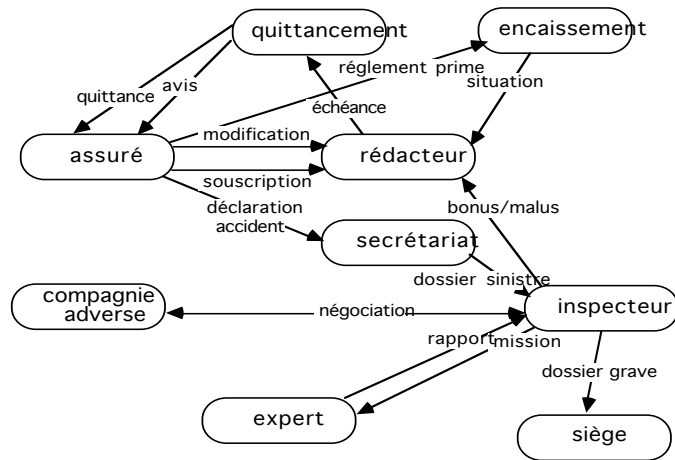 quittancement
encaissement
réglement prime
avis
situation
quittance
échéance
modification
assuré
rédacteur
souscription
déclaration
accident
bonus/malus
secrétariat
dossier sinistre
compagnie
adverse
négociation
inspecteur
rapport
mission
dossier grave
expert
siège